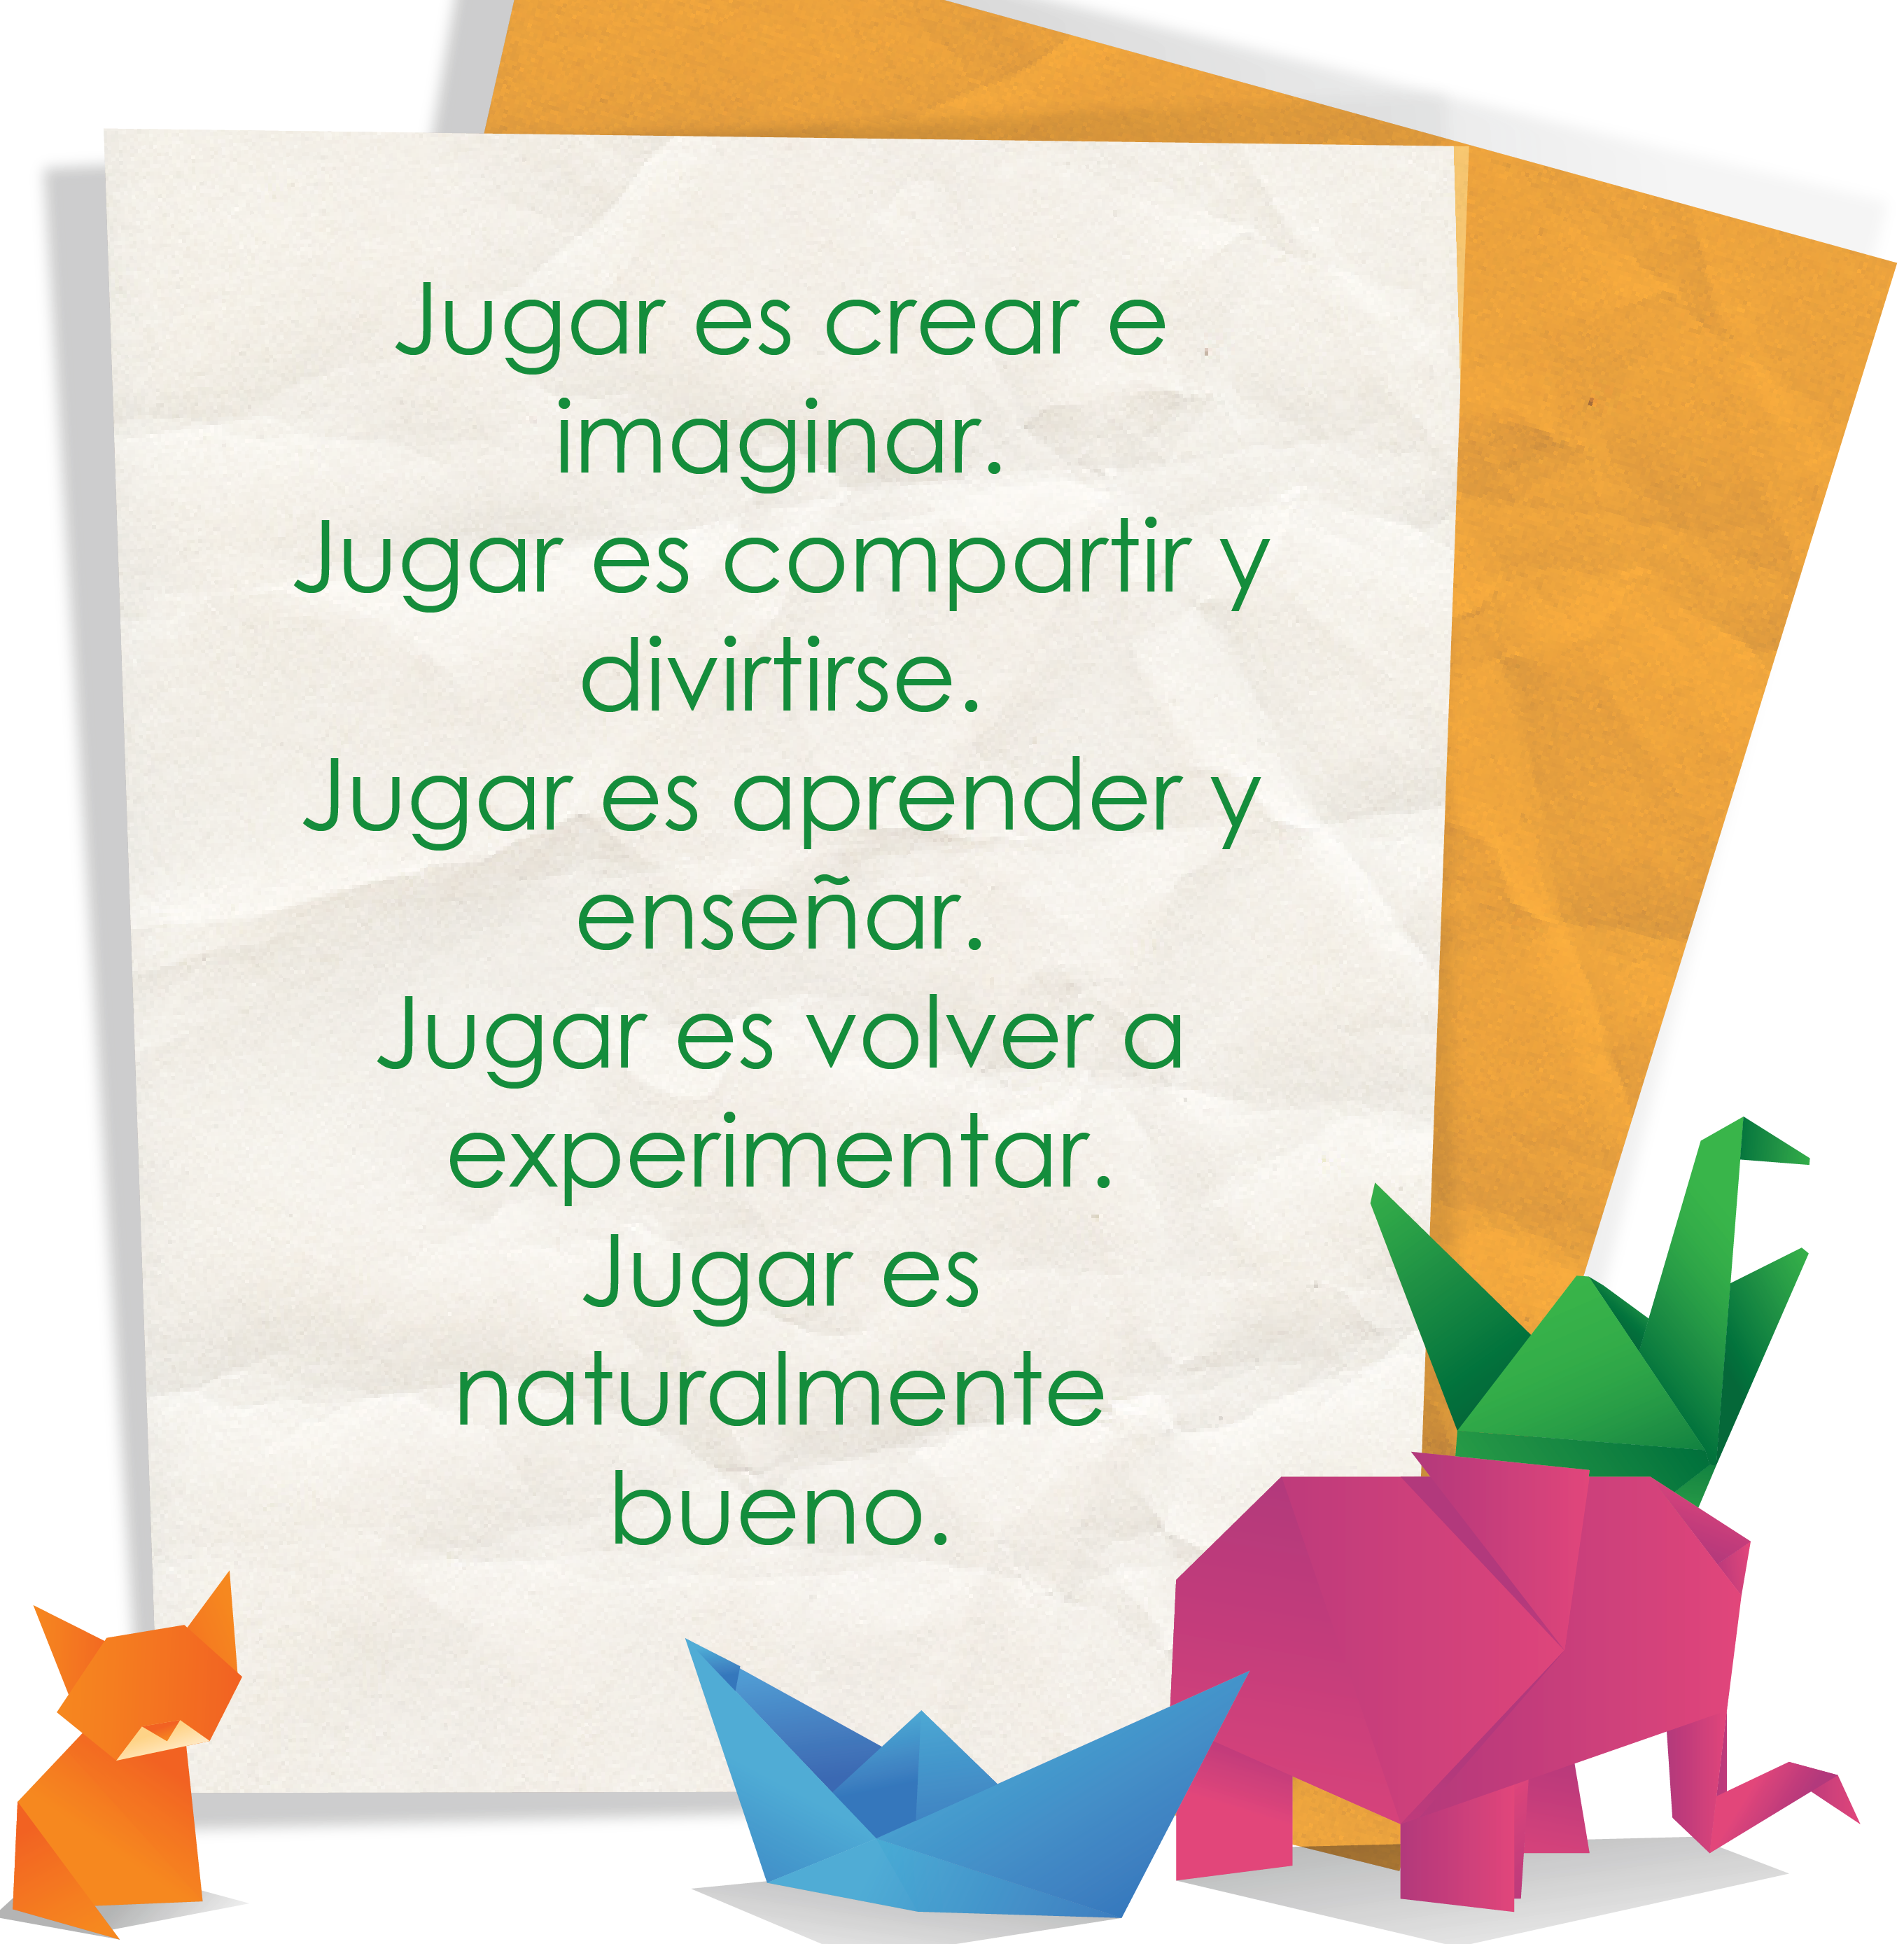 Jugar es crear e
imaginar.
Jugar es compartir y
divirtirse.
Jugar es aprender y
enseñar.
Jugar es volver a
experimentar.
Jugar es
naturalmente
bueno.